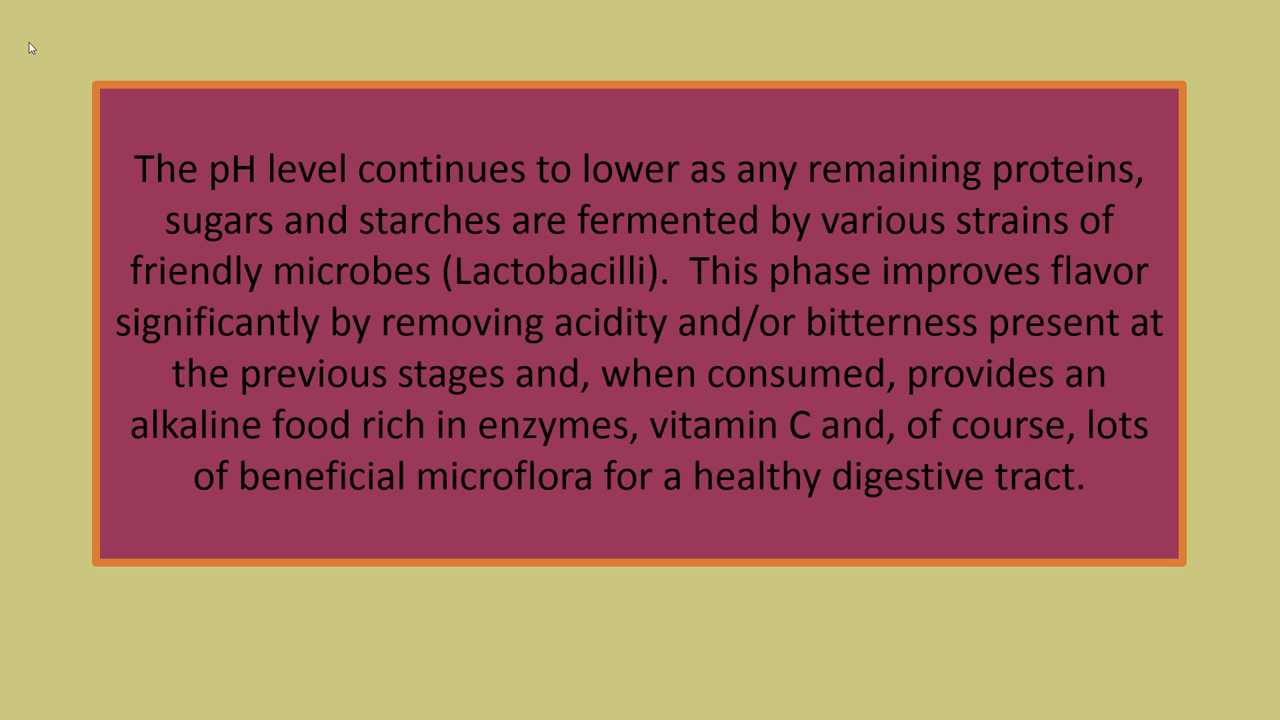 The pH level continues to lower as any remaining proteins,
sugars and starches are fermented by various strains of
friendly microbes (Lactobacilli).  This phase improves flavor
significantly by removing acidity and/or bitterness present at
the previous stages and, when consumed, provides an
alkaline food rich in enzymes, vitamin C and, of course, lots
of beneficial microflora for a healthy digestive tract.